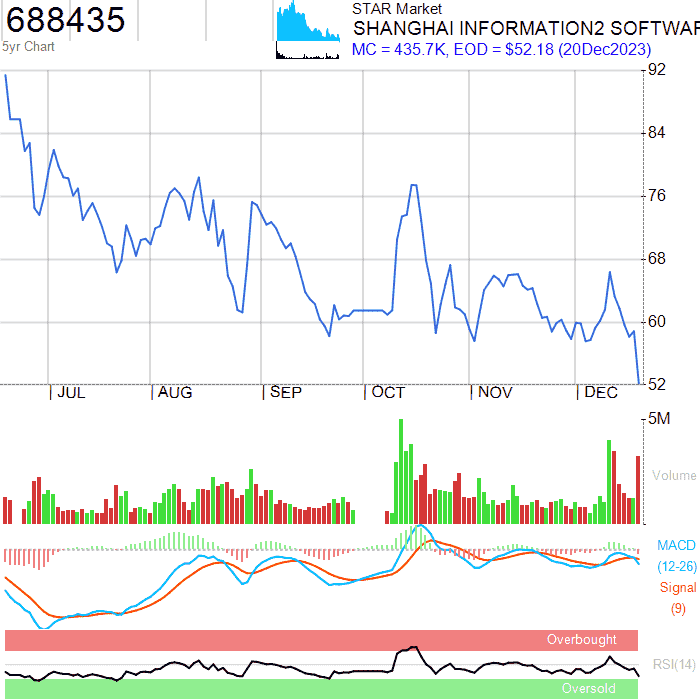 688435
5yr Chart
STAR Market
SHANGHAI INFORMATION2 SOFTWAR
MC = 435.7K, EOD = $52.18 (20Dec2023)
92
84
76
68
60
52
JUL AUG SEP OCT NOV DEC
5M
Volume
MACD
(12-26)
Signal
(9)
Overbought
RSI(14)
Oversold